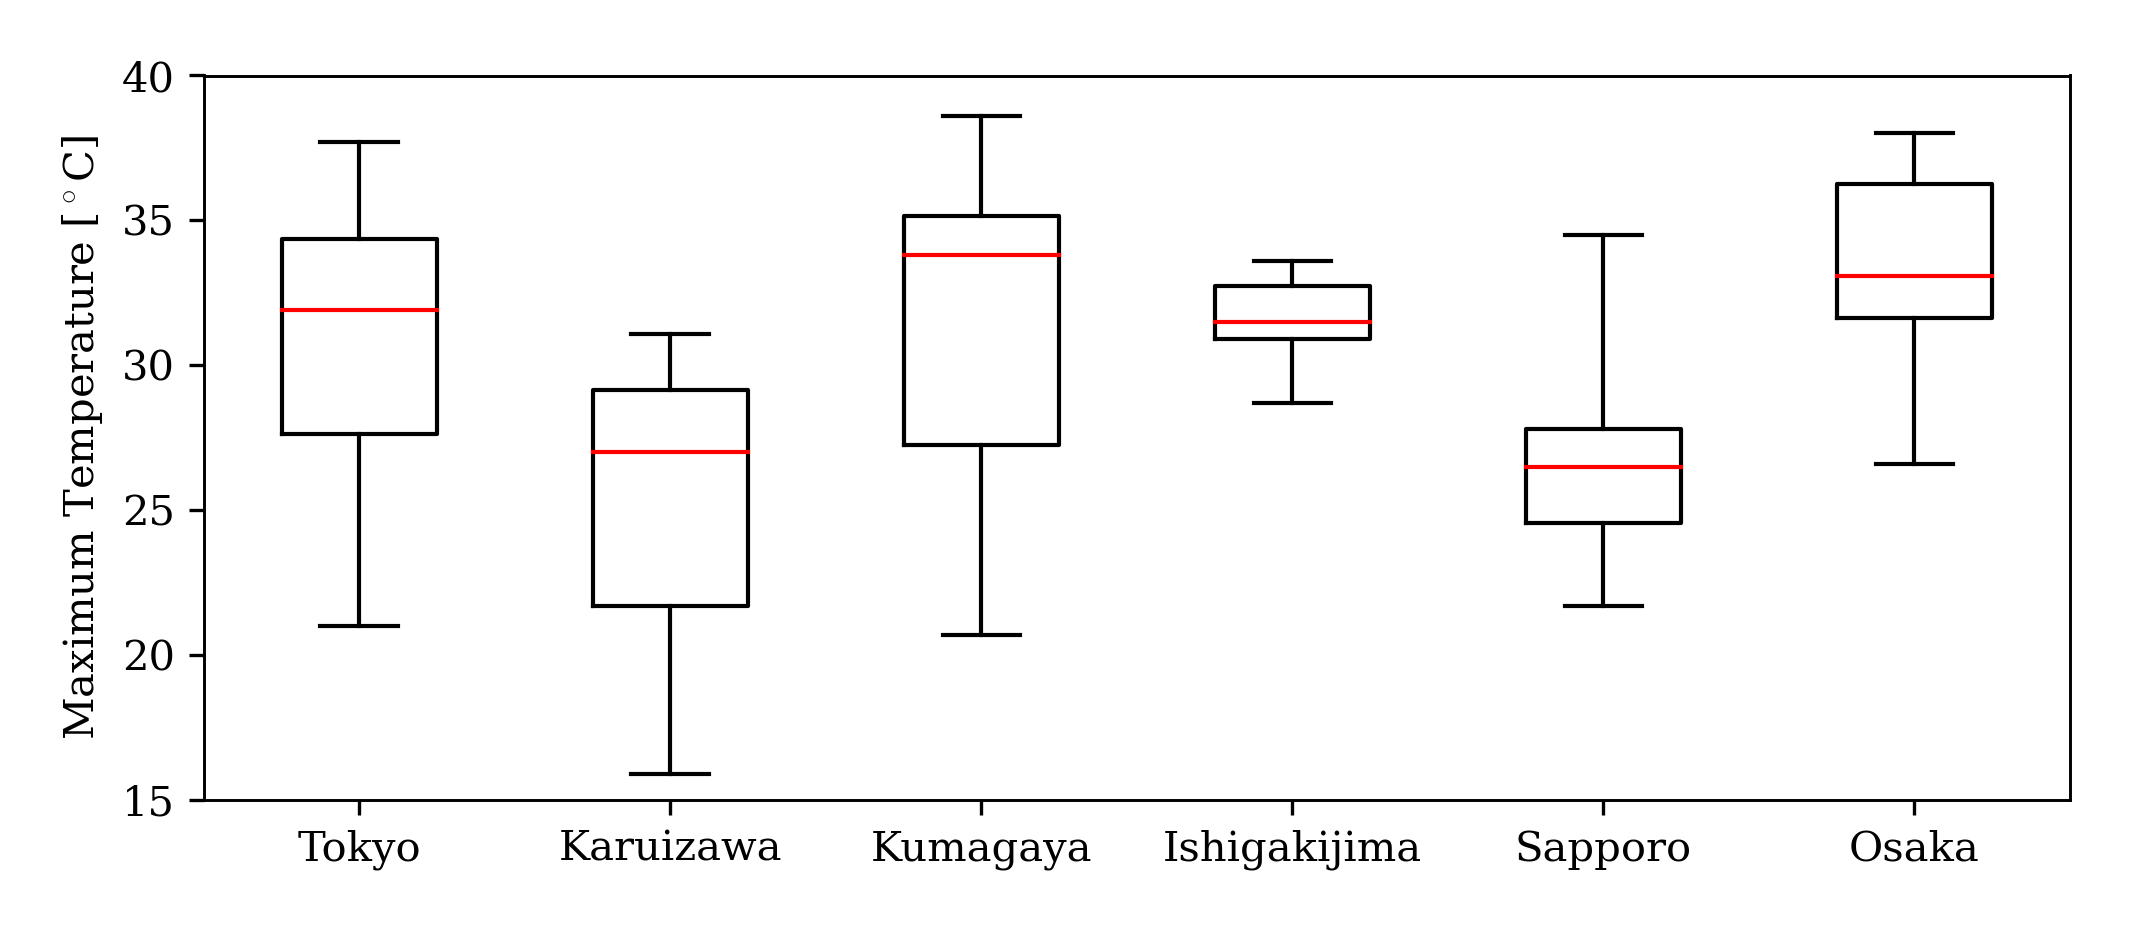 Maximum Temperature [°C]
40
35
30
25
20
15
Tokyo
Karuizawa
Kumagaya
Ishigakijima
Sapporo
Osaka